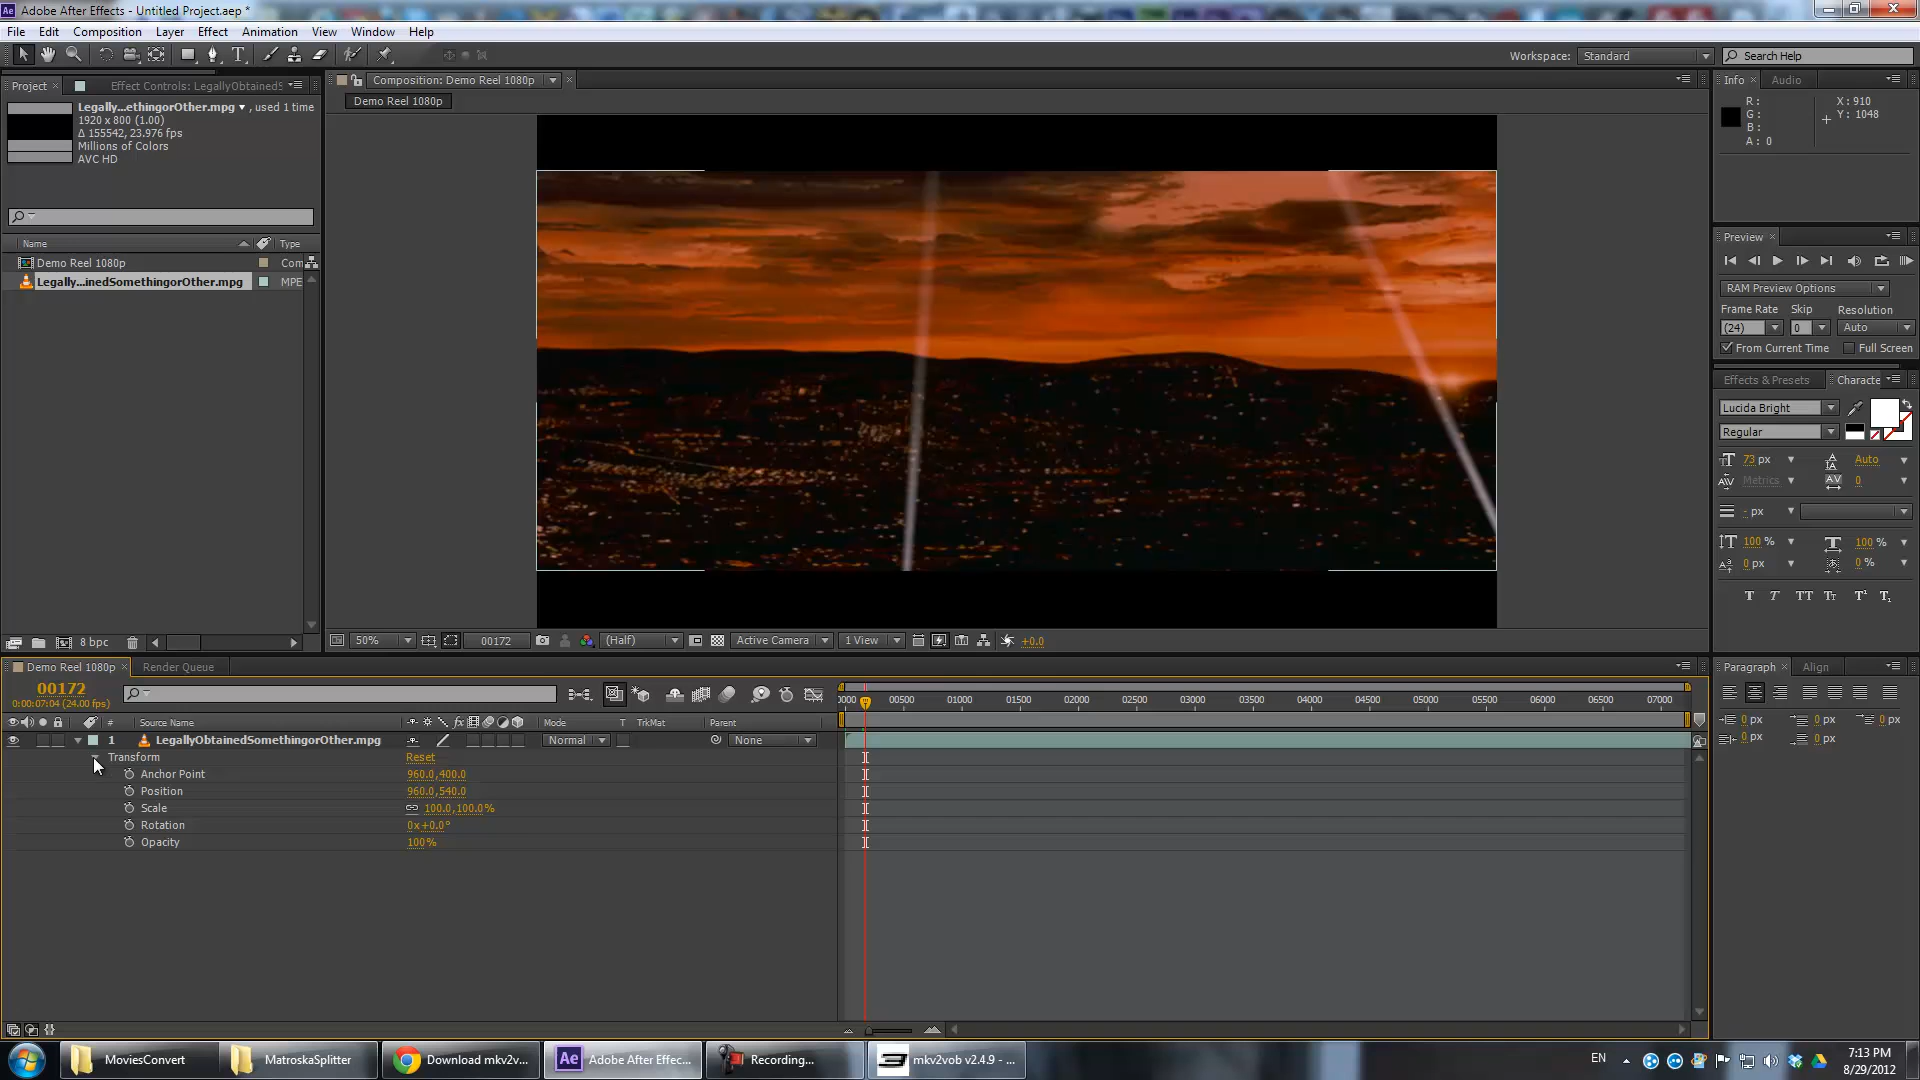 Adobe After Effects - Untitled Project.aep *
File Edit Composition Layer Effect Animation View Window Help
Workspace: Standard Search Help
Project Effect Controls: LegallyObtainedS
Legally...ethingorOther.mpg , used 1 time
1920 x 800 (1.00)
Δ 155542, 23.976 fps
Millions of Colors
AVC HD
Name Type
Demo Reel 1080p Com
Legally...inedSomethingorOther.mpg MPE
8 bpc
Composition: Demo Reel 1080p
Demo Reel 1080p
50% 00172 (Half) Active Camera 1 View +0.0
Info Audio
R: X: 910
G: Y: 1048
B:
A: 0
Preview
RAM Preview Options
Frame Rate Skip Resolution
(24) 0 Auto
From Current Time Full Screen
Effects & Presets Characte
Lucida Bright
Regular
73 px Auto
Metrics 0
- px
100 % 100 %
0 px 0 %
T T TT Tт T¹ T₁
Demo Reel 1080p Render Queue
00172
0:00:07:04 (24.00 fps)
0000 00500 01000 01500 02000 02500 03000 03500 04000 04500 05000 05500 06000 06500 07000
# Source Name Mode T TrkMat Parent
1 LegallyObtainedSomethingorOther.mpg Normal None
Transform Reset
Anchor Point 960.0,400.0
Position 960.0,540.0
Scale 100.0,100.0%
Rotation 0x+0.0°
Opacity 100%
Paragraph Align
0 px 0 px 0 px
0 px 0 px
MoviesConvert MatroskaSplitter Download mkv2v... Adobe After Effec... Recording... mkv2vob v2.4.9 - ...
EN 7:13 PM
8/29/2012